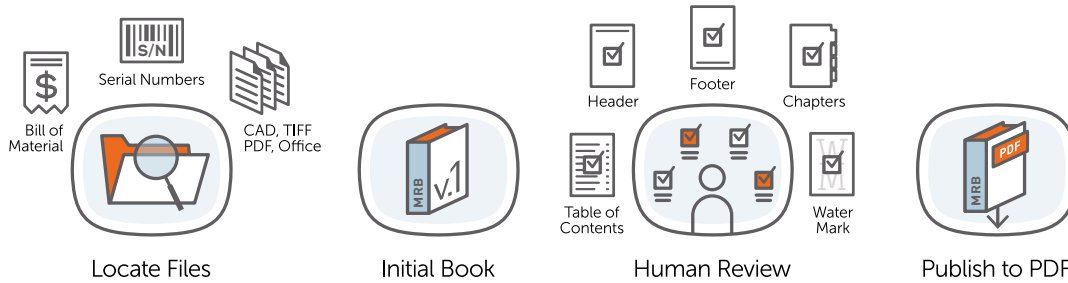 S/N
Serial Numbers
$
Bill of
Material
CAD, TIFF
PDF, Office
Locate Files
MRB
v.1
Initial Book
Header
Footer
Chapters
Table of
Contents
W
M
Water
Mark
Human Review
MRB
PDF
Publish to PDF